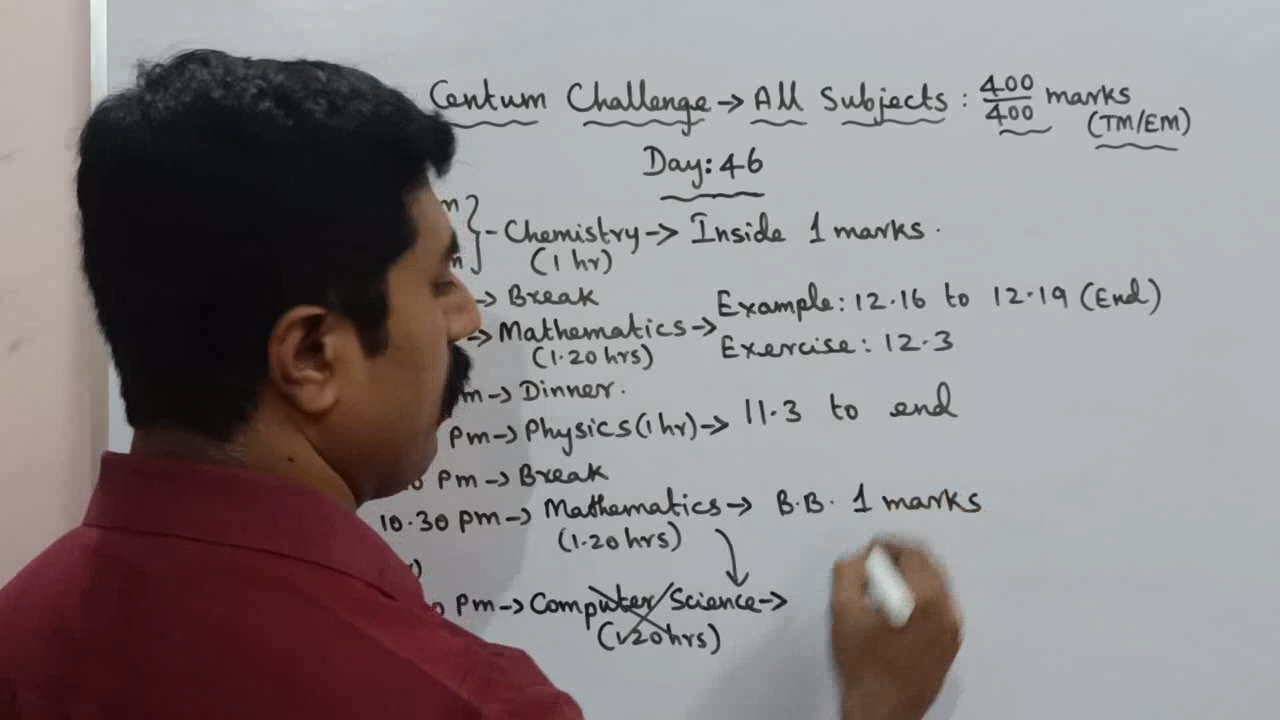 Centum Challenge → All Subjects : 400/400 marks
(TM/EM)
Day: 46
Chemistry → Inside 1 marks.
(1 hr)
→ Break
→ Mathematics → Example: 12.16 to 12.19 (End)
(1.20 hrs) Exercise: 12.3
→ Dinner.
Pm → Physics (1 hr) → 11.3 to end
Pm → Break
10.30 Pm → Mathematics → B.B. 1 marks
(1.20 hrs)
Pm → Computer Science →
(1.20 hrs)